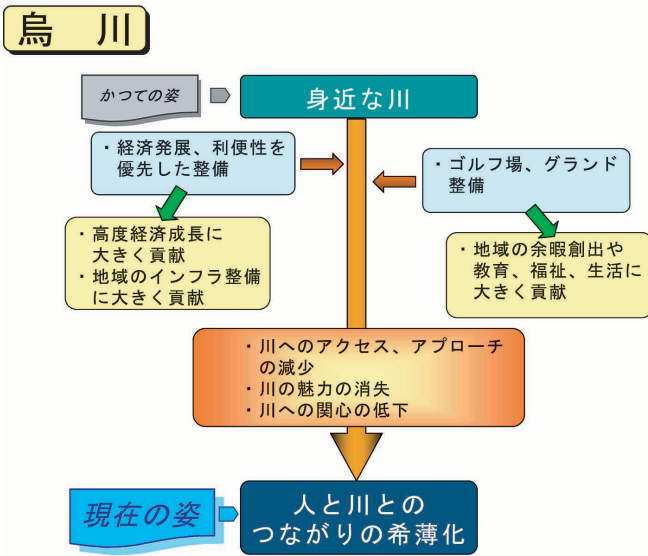 烏 川
かつての姿
身近な川
・経済発展、利便性を
優先した整備
・ゴルフ場、グランド
整備
・高度経済成長に
大きく貢献
・地域のインフラ整備
に大きく貢献
・地域の余暇創出や
教育、福祉、生活に
大きく貢献
・川へのアクセス、アプローチ
の減少
・川の魅力の消失
・川への関心の低下
現在の姿
人と川との
つながりの希薄化